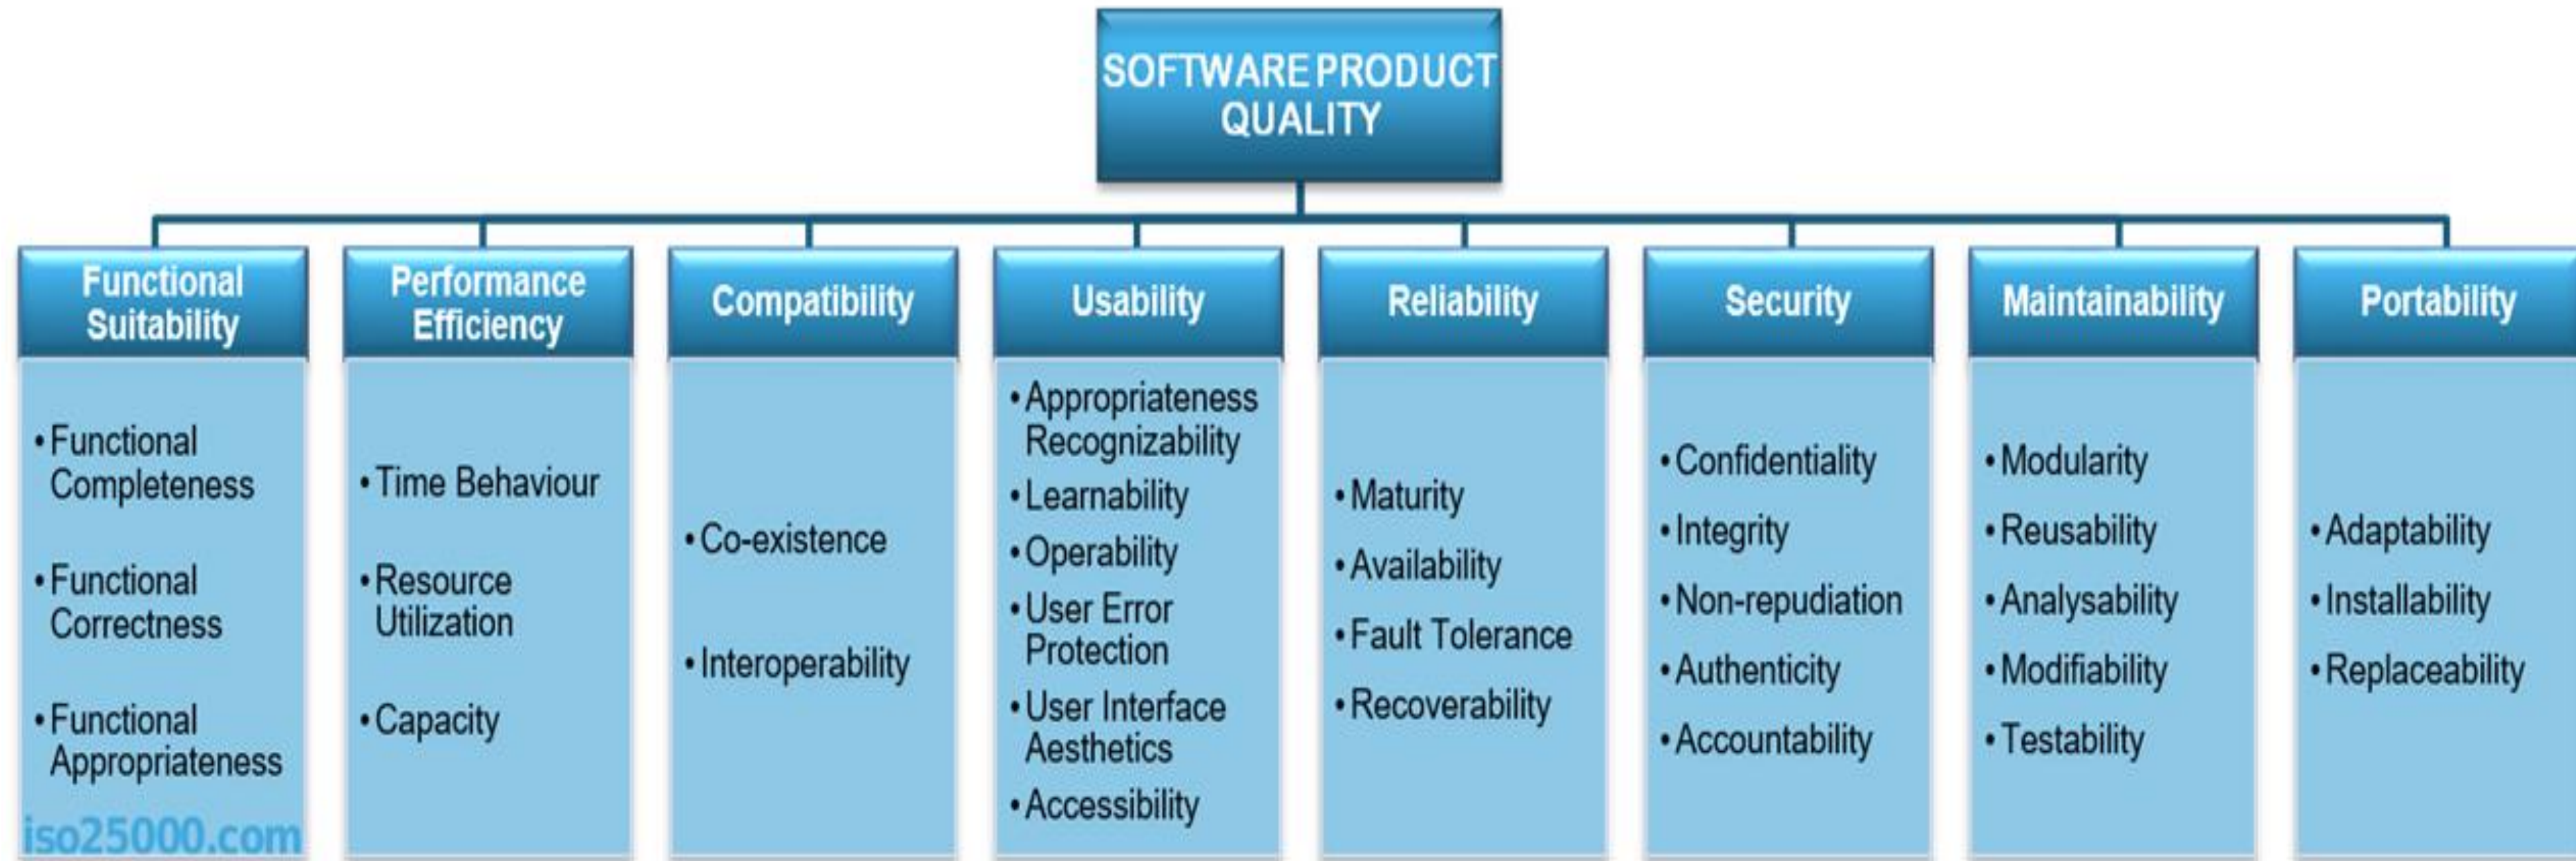 SOFTWARE PRODUCT
QUALITY
Functional
Suitability
• Functional
Completeness
• Functional
Correctness
• Functional
Appropriateness
iso25000.com
Performance
Efficiency
• Time Behaviour
• Resource
Utilization
• Capacity
Compatibility
• Co-existence
• Interoperability
Usability
• Appropriateness
Recognizability
• Learnability
• Operability
• User Error
Protection
• User Interface
Aesthetics
• Accessibility
Reliability
• Maturity
• Availability
• Fault Tolerance
• Recoverability
Security
• Confidentiality
• Integrity
• Non-repudiation
• Authenticity
• Accountability
Maintainability
• Modularity
• Reusability
• Analysability
• Modifiability
• Testability
Portability
• Adaptability
• Installability
• Replaceability